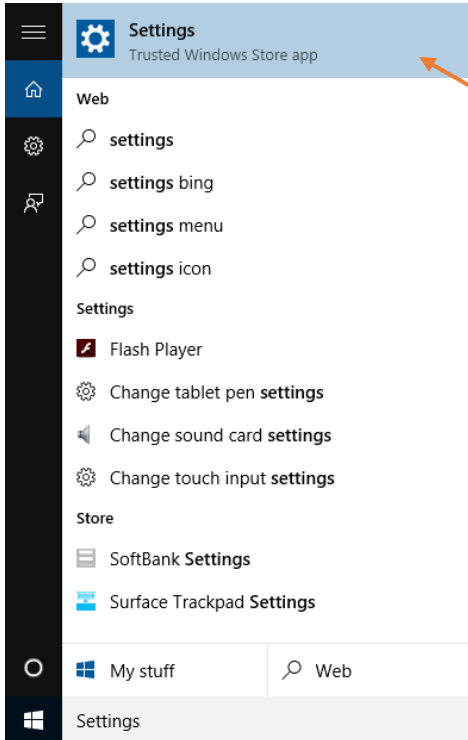 Settings
Trusted Windows Store app
Web
settings
settings bing
settings menu
settings icon
Settings
Flash Player
Change tablet pen settings
Change sound card settings
Change touch input settings
Store
SoftBank Settings
Surface Trackpad Settings
My stuff
Web
Settings